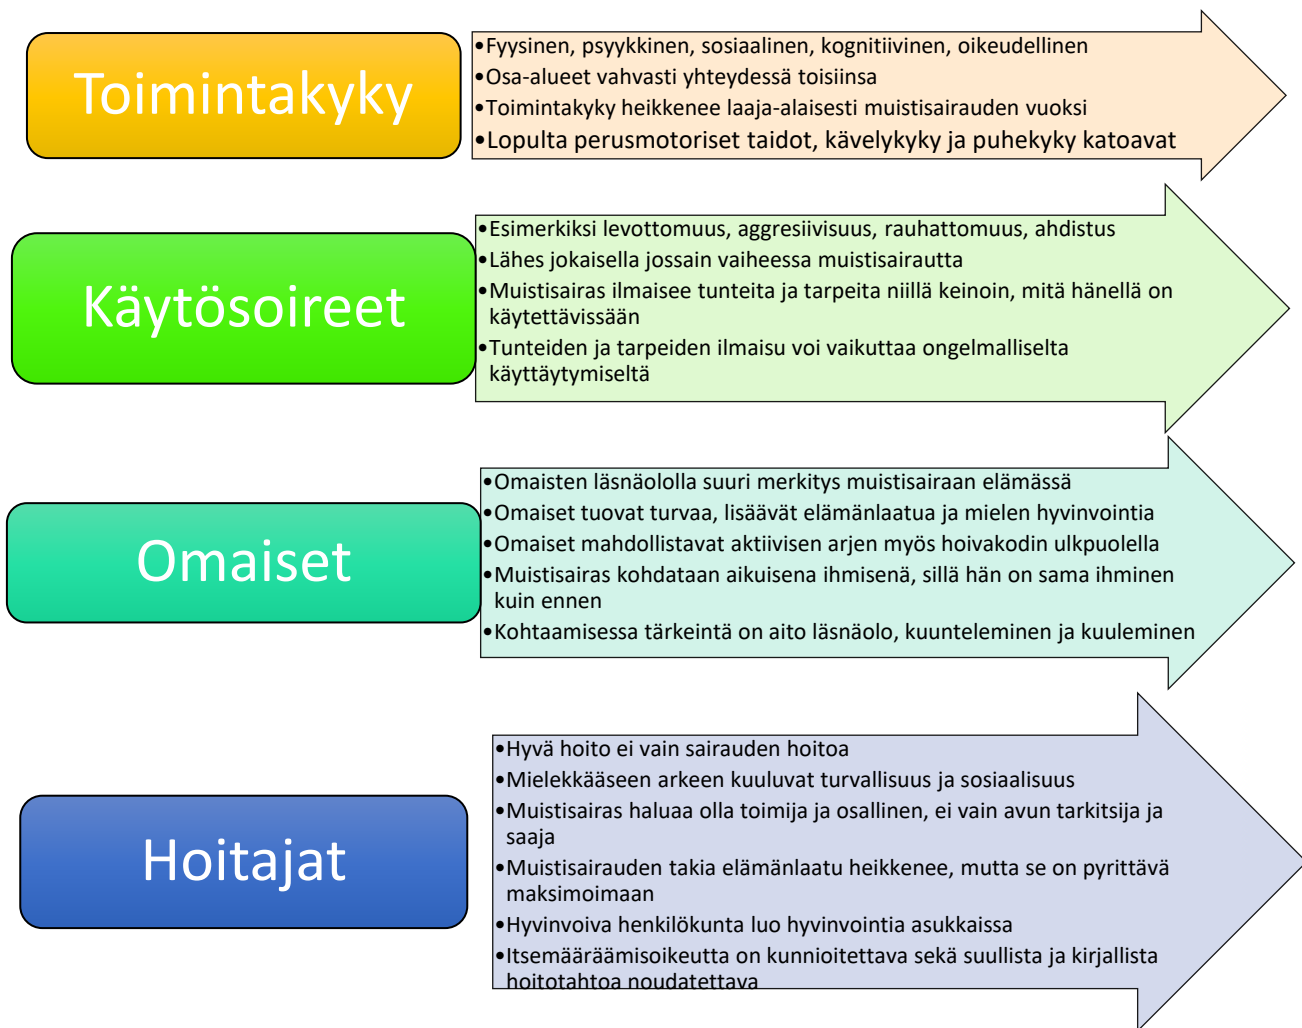 Toimintakyky
•Fyysinen, psyykkinen, sosiaalinen, kognitiivinen, oikeudellinen
•Osa-alueet vahvasti yhteydessä toisiinsa
•Toimintakyky heikkenee laaja-alaisesti muistisairauden vuoksi
•Lopulta perusmotoriset taidot, kävelykyky ja puhekyky katoavat
Käytösoireet
•Esimerkiksi levottomuus, aggresiivisuus, rauhattomuus, ahdistus
•Lähes jokaisella jossain vaiheessa muistisairautta
•Muistisairas ilmaisee tunteita ja tarpeita niillä keinoin, mitä hänellä on
käytettävissään
•Tunteiden ja tarpeiden ilmaisu voi vaikuttaa ongelmalliselta
käyttäytymiseltä
Omaiset
•Omaisten läsnäololla suuri merkitys muistisairaan elämässä
•Omaiset tuovat turvaa, lisäävät elämänlaatua ja mielen hyvinvointia
•Omaiset mahdollistavat aktiivisen arjen myös hoivakodin ulkpuolella
•Muistisairas kohdataan aikuisena ihmisenä, sillä hän on sama ihminen
kuin ennen
•Kohtaamisessa tärkeintä on aito läsnäolo, kuunteleminen ja kuuleminen
Hoitajat
•Hyvä hoito ei vain sairauden hoitoa
•Mielekkääseen arkeen kuuluvat turvallisuus ja sosiaalisuus
•Muistisairas haluaa olla toimija ja osallinen, ei vain avun tarkitsija ja
saaja
•Muistisairauden takia elämänlaatu heikkenee, mutta se on pyrittävä
maksimoimaan
•Hyvinvoiva henkilökunta luo hyvinvointia asukkaissa
•Itsemääräämisoikeutta on kunnioitettava sekä suullista ja kirjallista
hoitotahtoa noudatettava